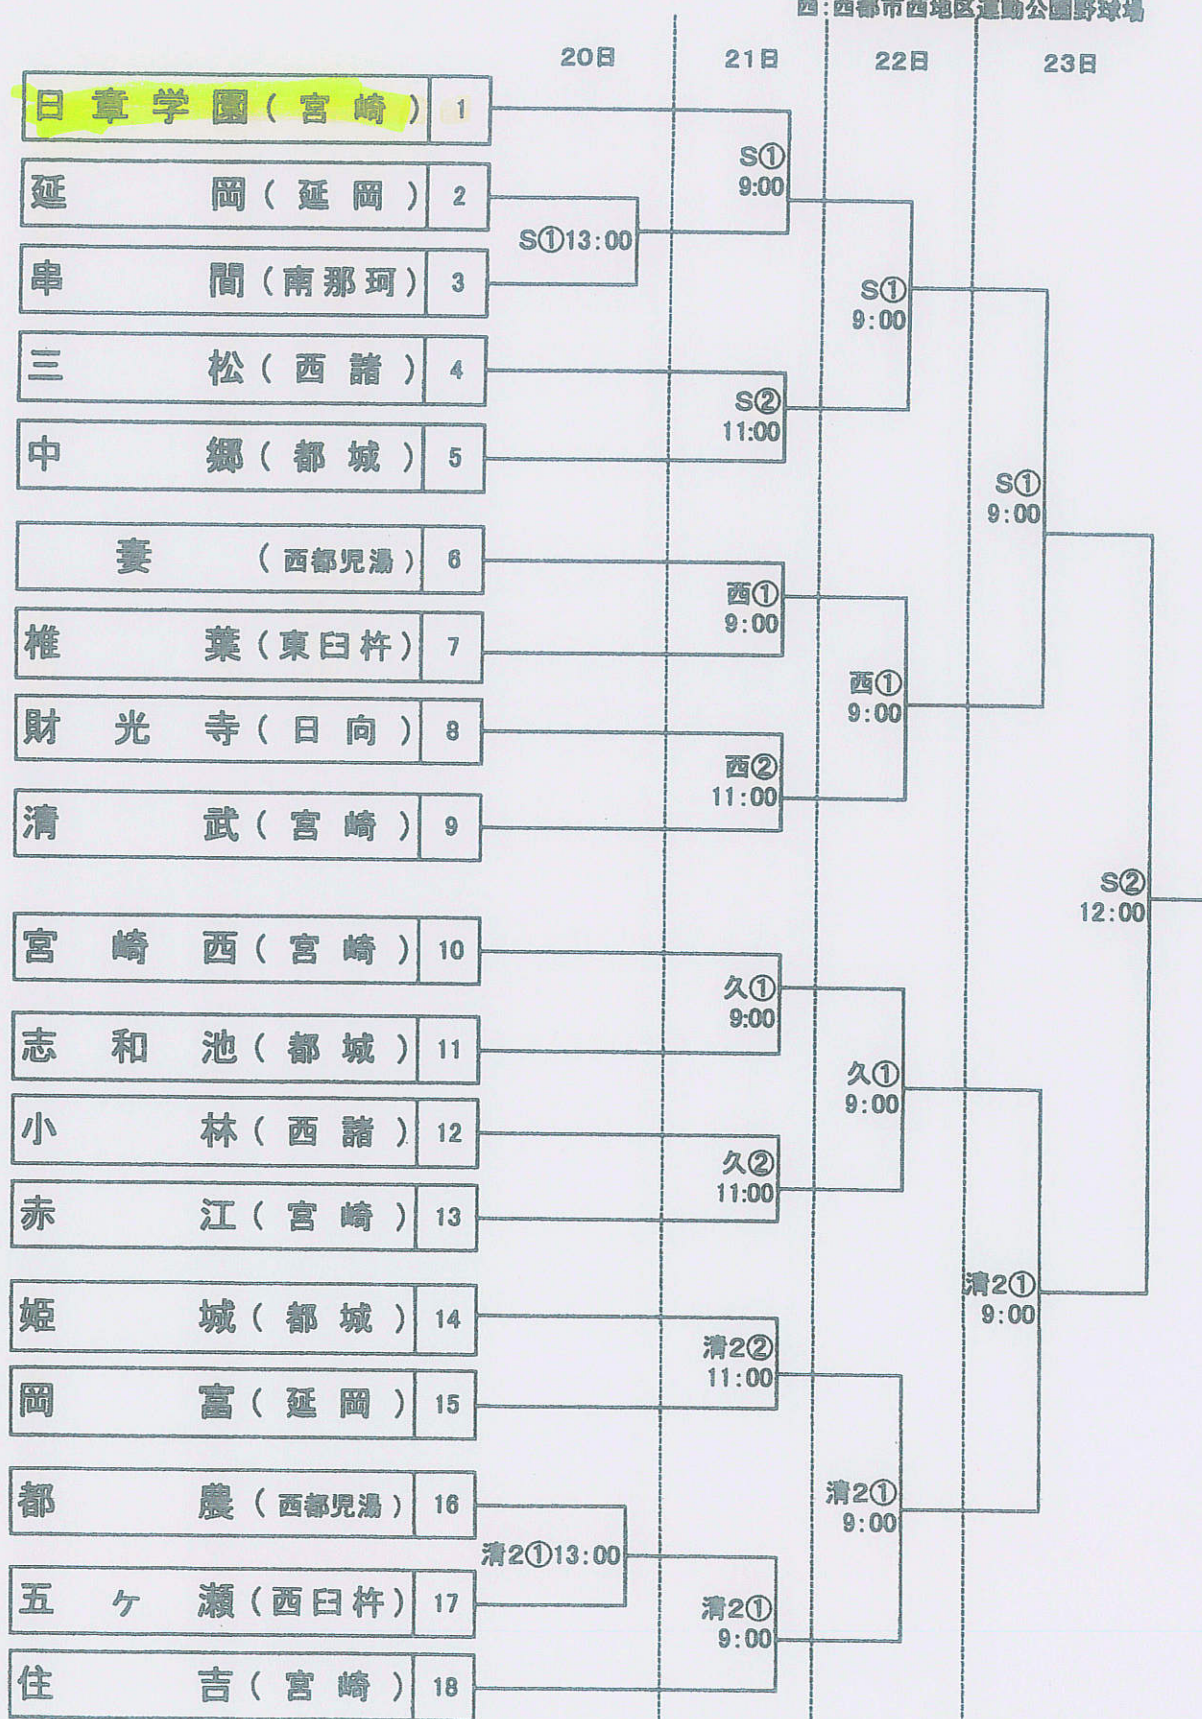 西:西都市西地区運動公園野球場
20日 21日 22日 23日
日章学園(宮崎) 1
S①
9:00
延岡(延岡) 2
S①13:00
串間(南那珂) 3
S①
9:00
三松(西諸) 4
S②
11:00
中郷(都城) 5
S①
9:00
妻(西都児湯) 6
西①
9:00
椎葉(東臼杵) 7
西①
9:00
財光寺(日向) 8
西②
11:00
清武(宮崎) 9
S②
12:00
宮崎西(宮崎) 10
久①
9:00
志和池(都城) 11
久①
9:00
小林(西諸) 12
久②
11:00
赤江(宮崎) 13
清2①
9:00
姫城(都城) 14
清2②
11:00
岡富(延岡) 15
都農(西都児湯) 16
清2①
9:00
清2①13:00
五ケ瀬(西臼杵) 17
清2①
9:00
住吉(宮崎) 18